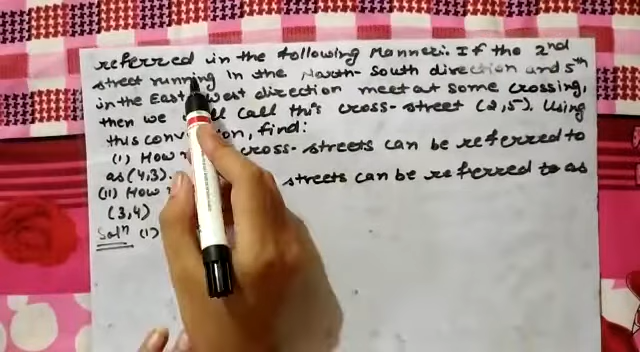 referred in the following Manner: If the 2nd
street running in the North-South direction and 5th
in the East West direction meet at some crossing,
then we call this cross-street (2,5). Using
this, find:
(i) How cross-streets can be referred to
as (4,3).
(ii) How streets can be referred to as
(3,4)
Soln (i)